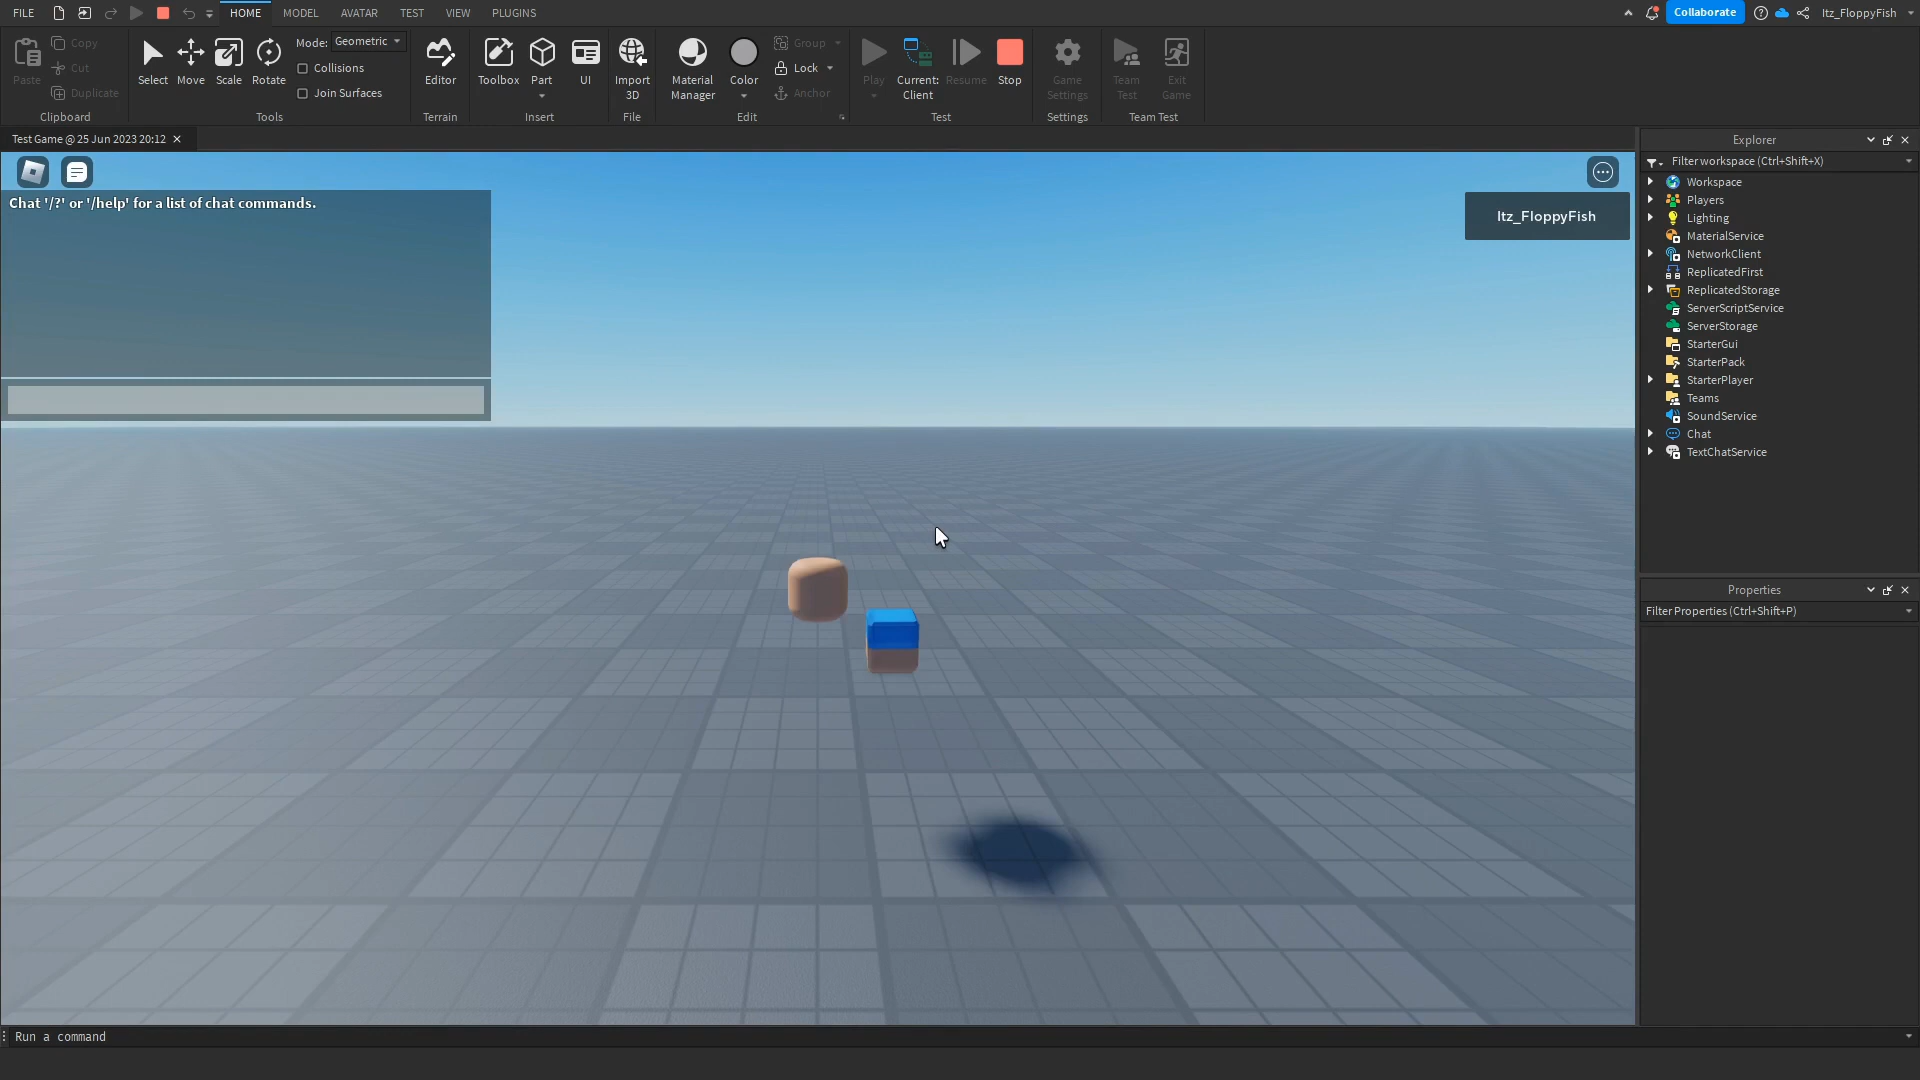 FILE HOME MODEL AVATAR TEST VIEW PLUGINS Collaborate Itz_FloppyFish
Paste Copy Cut Duplicate
Clipboard
Select Move Scale Rotate Mode: Geometric
Collisions
Join Surfaces
Tools
Editor
Terrain
Toolbox Part UI
Insert
Import 3D
File
Material Manager Color Group Lock Anchor
Edit
Play Current: Client Resume Stop
Test
Game Settings
Settings
Team Test Exit Game
Team Test
Test Game @ 25 Jun 2023 20:12
Chat '/?' or '/help' for a list of chat commands.
Itz_FloppyFish
Explorer
Filter workspace (Ctrl+Shift+X)
Workspace
Players
Lighting
MaterialService
NetworkClient
ReplicatedFirst
ReplicatedStorage
ServerScriptService
ServerStorage
StarterGui
StarterPack
StarterPlayer
Teams
SoundService
Chat
TextChatService
Properties
Filter Properties (Ctrl+Shift+P)
Run a command